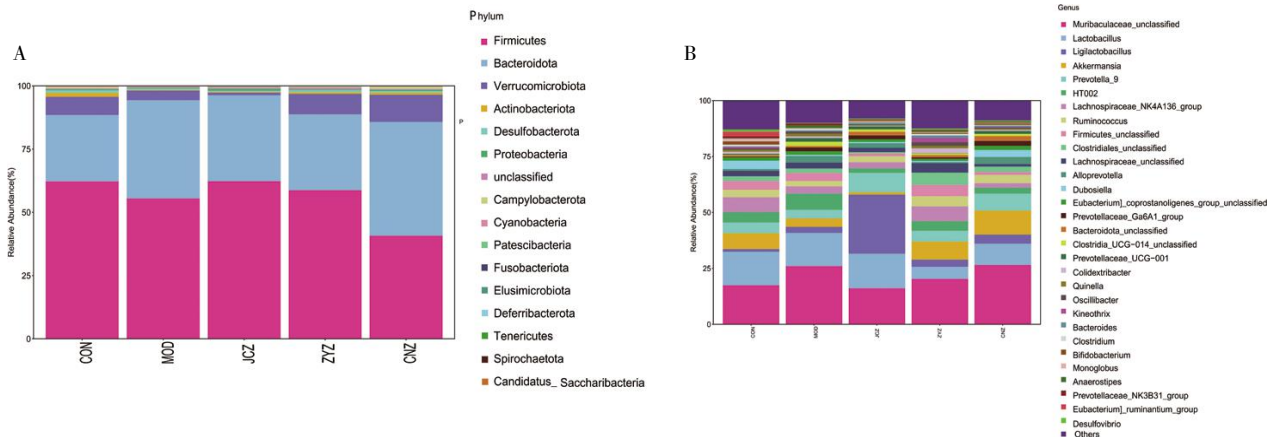 A
Phylum
Firmicutes
Bacteroidota
Verrucomicrobiota
Actinobacteriota
Desulfobacterota
Proteobacteria
unclassified
Campylobacterota
Cyanobacteria
Patescibacteria
Fusobacteriota
Elusimicrobiota
Deferribacterota
Tenericutes
Spirochaetota
Candidatus_ Saccharibacteria
Relative Abundance(%)
100
75
50
25
0
CON
MOD
JCZ
ZYZ
CNZ
P
B
Genus
Muribaculaceae_unclassified
Lactobacillus
Ligilactobacillus
Akkermansia
Prevotella_9
HT002
Lachnospiraceae_NK4A136_group
Ruminococcus
Firmicutes_unclassified
Clostridiales_unclassified
Lachnospiraceae_unclassified
Alloprevotella
Dubosiella
Eubacterium]_coprostanoligenes_group_unclassified
Prevotellaceae_Ga6A1_group
Bacteroidota_unclassified
Clostridia_UCG-014_unclassified
Prevotellaceae_UCG-001
Colidextribacter
Quinella
Oscillibacter
Kineothrix
Bacteroides
Clostridium
Bifidobacterium
Monoglobus
Anaerostipes
Prevotellaceae_NK3B31_group
Eubacterium]_ruminantium_group
Desulfovibrio
Others
Relative Abundance(%)
100
75
50
25
0